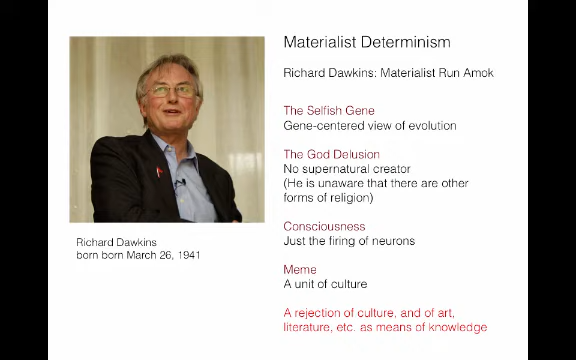 Materialist Determinism
Richard Dawkins: Materialist Run Amok
The Selfish Gene
Gene-centered view of evolution
The God Delusion
No supernatural creator
(He is unaware that there are other
forms of religion)
Consciousness
Just the firing of neurons
Meme
A unit of culture
A rejection of culture, and of art,
literature, etc. as means of knowledge
Richard Dawkins
born born March 26, 1941